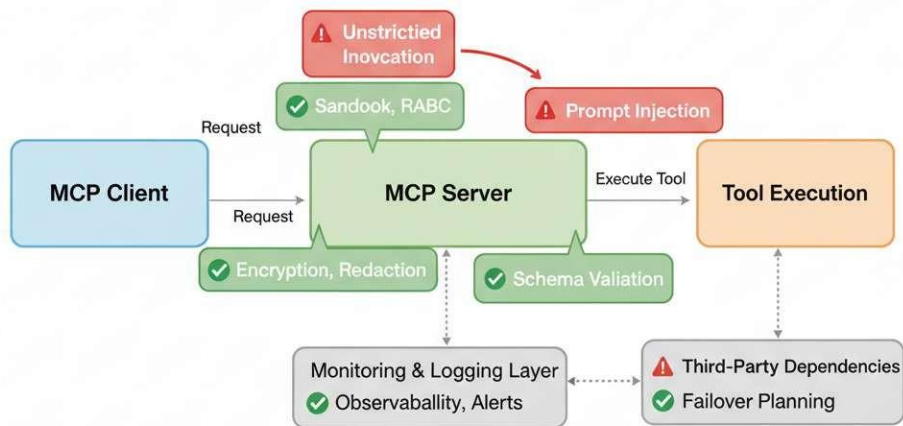 Unstrictied
Inovcation
Sandook, RABC
Prompt Injection
Request
MCP Client
Request
MCP Server
Execute Tool
Tool Execution
Encryption, Redaction
Schema Valiation
Monitoring & Logging Layer
Observaballity, Alerts
Third-Party Dependencies
Failover Planning